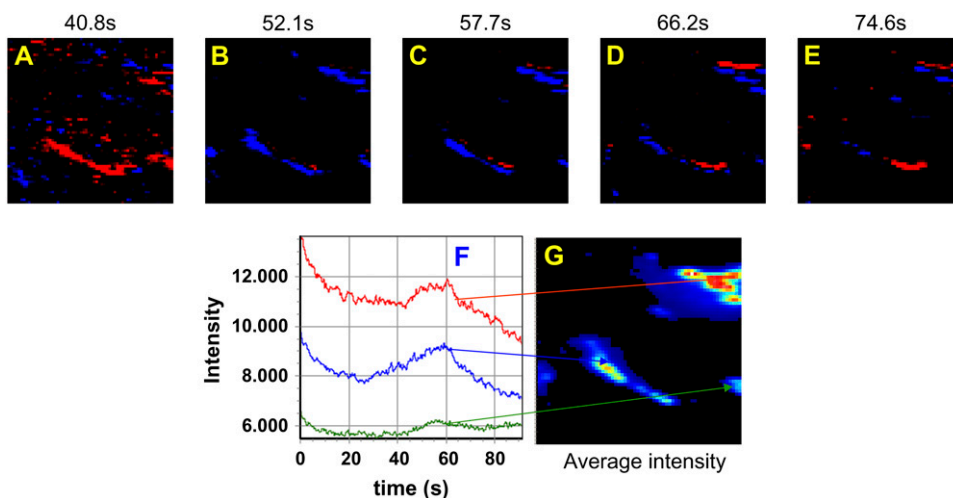 40.8s 52.1s 57.7s 66.2s 74.6s
A B C D E
F G
12.000
10.000
8.000
6.000
Intensity
0 20 40 60 80
time (s)
Average intensity